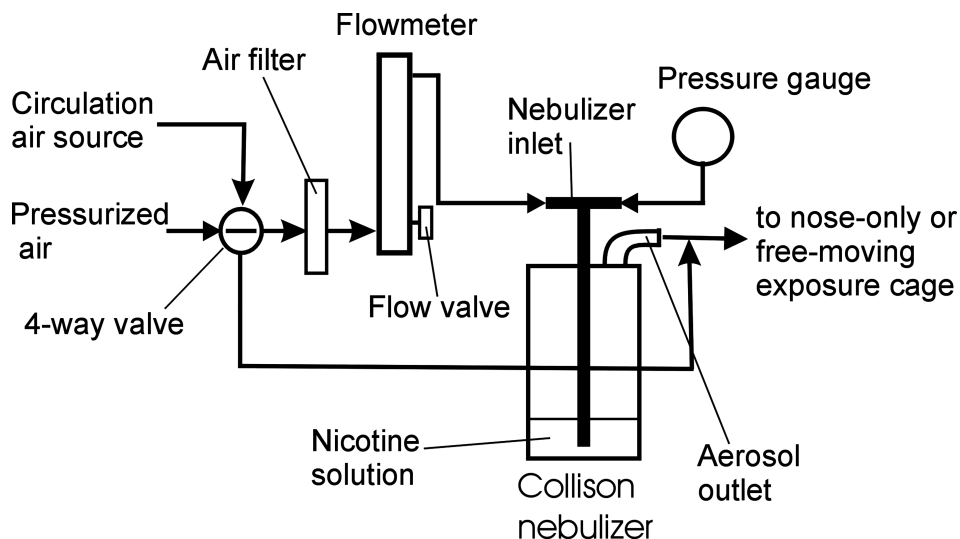 Flowmeter
Air filter
Pressure gauge
Circulation
air source
Nebulizer
inlet
Pressurized
air
to nose-only or
free-moving
exposure cage
4-way valve
Flow valve
Nicotine
solution
Aerosol
outlet
Collison
nebulizer